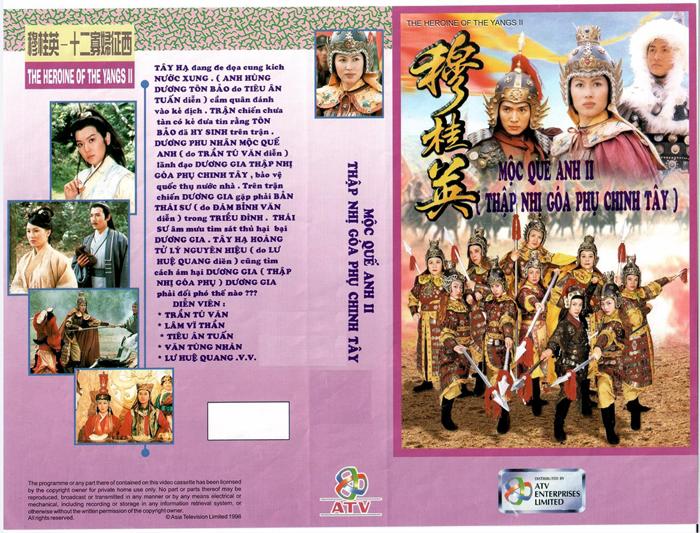 穆桂英－十二寡婦征西
THE HEROINE OF THE YANGS II
TÂY HẠ đang đe dọa cung kich
NƯỚC XUNG . ( ANH HÙNG
DƯƠNG TÔN BẢO do TIÊU ÂN
TUẤN diễn ) cầm quân đánh
vào kẻ địch . TRẬN chiến chưa
tàn có kẻ đưa tin rằng TÔN
BẢO đã HY SINH trên trận .
DƯƠNG PHU NHÂN MỘC QUẾ
ANH ( do TRẦN TÚ VÂN diễn )
lãnh đạo DƯƠNG GIA THẬP NHỊ
GÓA PHỤ CHINH TÂY , bảo vệ
quốc thụ nước nhà . Trên trận
chiến DƯƠNG GIA gặp phải BÀN
THÁI SƯ ( do ĐÀM BỈNH VĂN
diễn ) trong TRIỀU ĐÌNH . THÁI
SƯ âm mưu tìm sát thủ hại bại
DƯƠNG GIA . TÂY HẠ HOÀNG
TỬ LÝ NGUYÊN HIỆU ( do LƯ
HUỆ QUANG diễn ) cũng tìm
cách ám hại DƯƠNG GIA ( THẬP
NHỊ GÓA PHỤ ) DƯƠNG GIA
phải đối phó thế nào ???
DIỄN VIÊN :
* TRẦN TÚ VÂN
* LÂM VĨ THẦN
* TIÊU ÂN TUẤN
* VĂN TÙNG NHÂN
* LƯ HUỆ QUANG .V.V.
The programme or any part there of contained on this video cassette has been licensed
by the copyright owner for private home use only. No part or parts thereof may be
reproduced, broadcast or transmitted in any manner or by any means electrical or
mechanical, including recording or storage in any information retrieval system, or
otherwise without the written permission of the copyright owner.
All rights reserved. © Asia Television Limited 1996
MỘC QUẾ ANH II
THẬP NHỊ GÓA PHỤ CHINH TÂY
ATV
THE HEROINE OF THE YANGS II
穆桂英
MỘC QUẾ ANH II
( THẬP NHỊ GÓA PHỤ CHINH TÂY )
DISTRIBUTED BY
ATV
ENTERPRISES
LIMITED